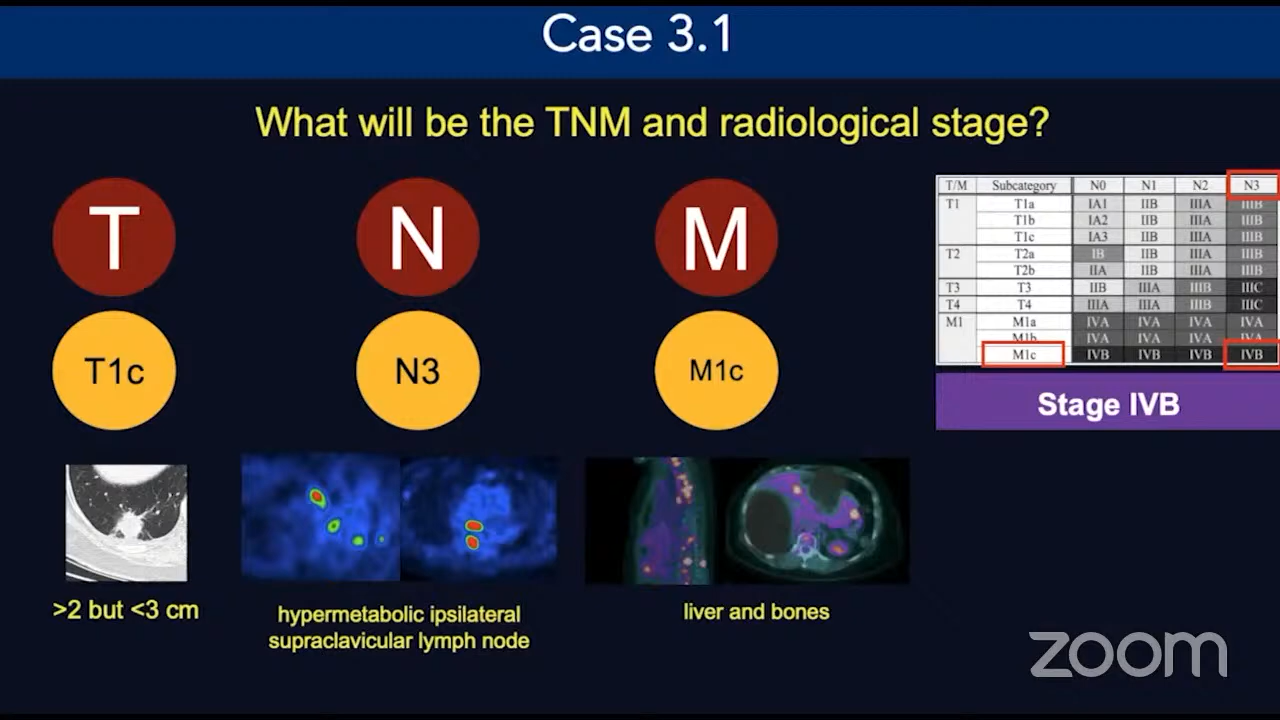 Case 3.1
What will be the TNM and radiological stage?
T
N
M
T1c
N3
M1c
T/M Subcategory N0 N1 N2 N3
T1 T1a IA1 IIB IIIA IIIB
T1b IA2 IIB IIIA IIIB
T1c IA3 IIB IIIA IIIB
T2 T2a IB IIB IIIA IIIB
T2b IIA IIB IIIA IIIB
T3 T3 IIB IIIA IIIB IIIC
T4 T4 IIIA IIIA IIIB IIIC
M1 M1a IVA IVA IVA IVA
M1b IVA IVA IVA IVA
M1c IVB IVB IVB IVB
Stage IVB
>2 but <3 cm
hypermetabolic ipsilateral
supraclavicular lymph node
liver and bones
zoom